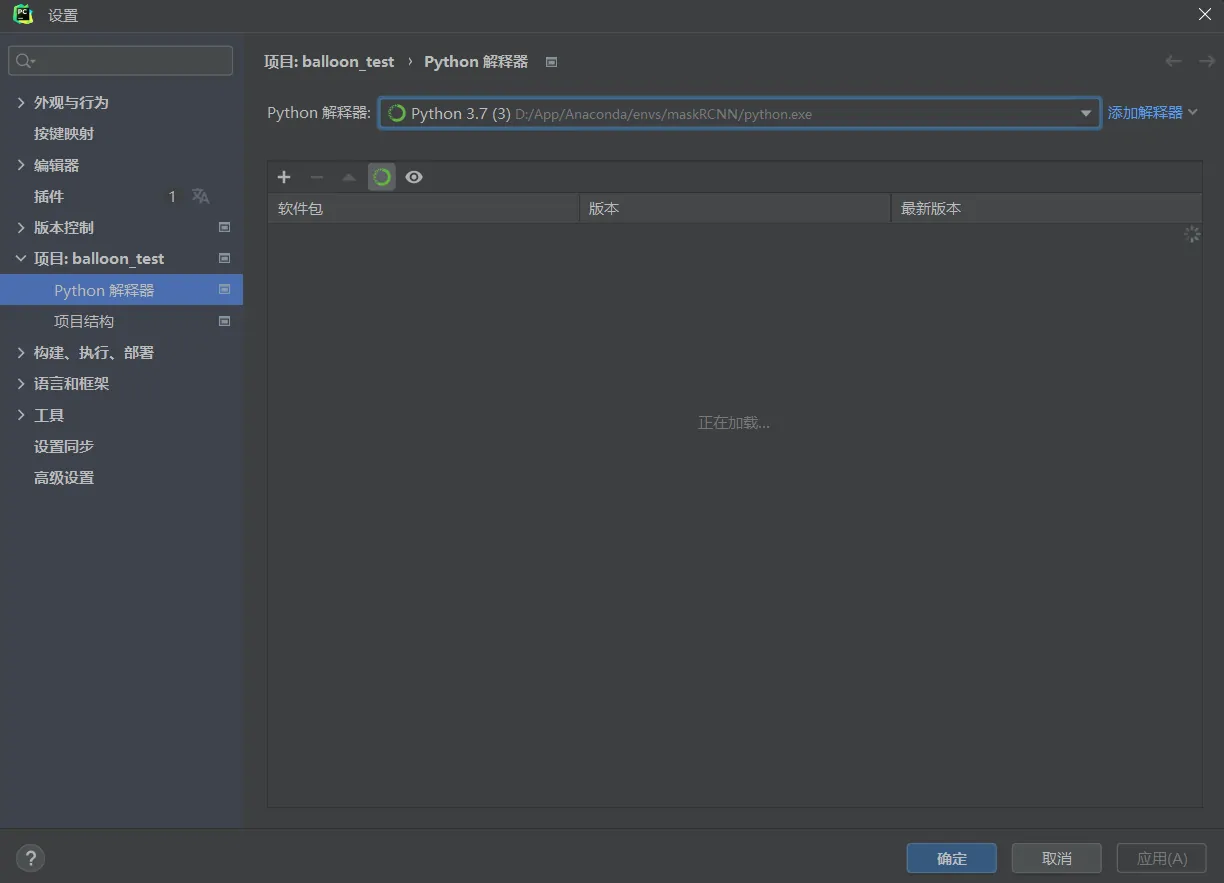 设置
项目: balloon_test › Python 解释器
Python 解释器: Python 3.7 (3) D:/App/Anaconda/envs/maskRCNN/python.exe 添加解释器
外观与行为
按键映射
编辑器
插件 1
版本控制
项目: balloon_test
Python 解释器
项目结构
构建、执行、部署
语言和框架
工具
设置同步
高级设置
软件包 版本 最新版本
正在加载...
? 确定 取消 应用(A)